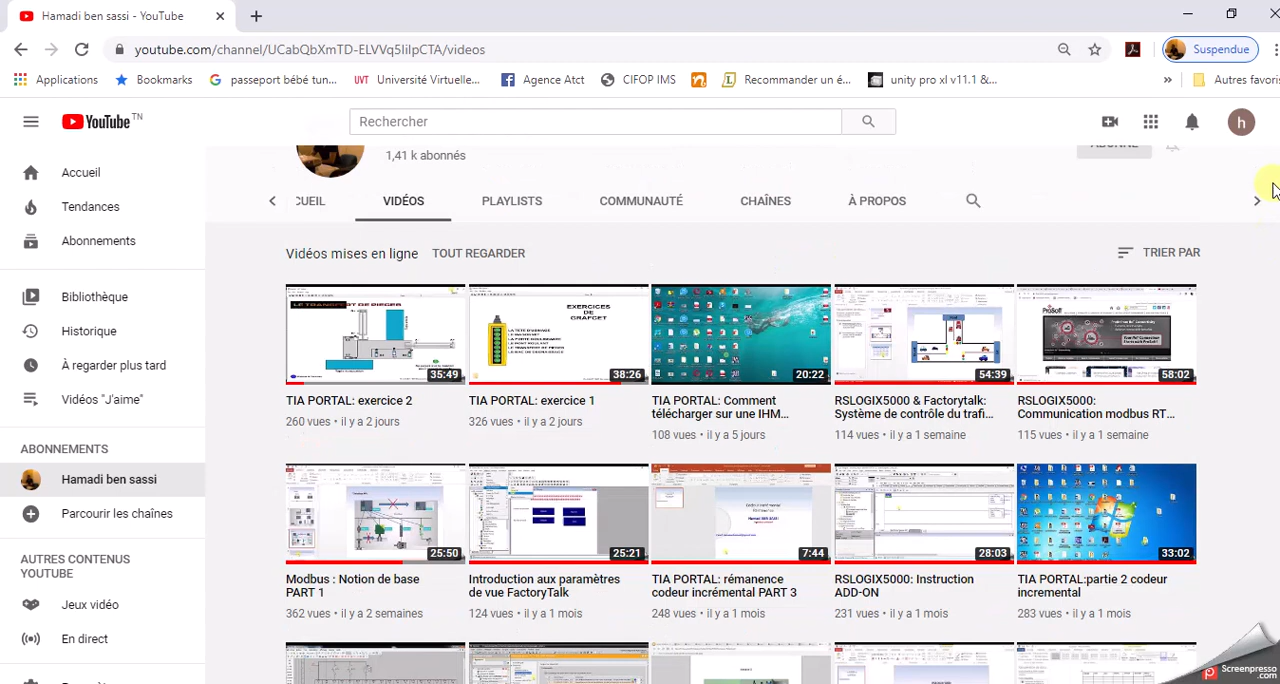 Hamadi ben sassi - YouTube
youtube.com/channel/UCabQbXmTD-ELVVq5IiIpCTA/videos
Suspendue
Applications
Bookmarks
passeport bébé tun...
UVT Université Virtuelle...
Agence Atct
CIFOP IMS
Recommander un é...
unity pro xl v11.1 &...
»
Autres favoris
YouTube TN
Rechercher
h
Accueil
Tendances
Abonnements
Bibliothèque
Historique
À regarder plus tard
Vidéos "J'aime"
ABONNEMENTS
Hamadi ben sassi
Parcourir les chaînes
AUTRES CONTENUS
YOUTUBE
Jeux vidéo
En direct
1,41 k abonnés
CUEIL
VIDÉOS
PLAYLISTS
COMMUNAUTÉ
CHAÎNES
À PROPOS
Vidéos mises en ligne
TOUT REGARDER
TRIER PAR
LE TRANSFERT DE PIECES
35:49
TIA PORTAL: exercice 2
260 vues • il y a 2 jours
EXERCICES
DE
GRAFCET
38:26
TIA PORTAL: exercice 1
326 vues • il y a 2 jours
20:22
TIA PORTAL: Comment
télécharger sur une IHM...
108 vues • il y a 5 jours
54:39
RSLOGIX5000 & Factorytalk:
Système de contrôle du trafi...
114 vues • il y a 1 semaine
ProSoft
58:02
RSLOGIX5000:
Communication modbus RT...
115 vues • il y a 1 semaine
25:50
Modbus : Notion de base
PART 1
362 vues • il y a 2 semaines
25:21
Introduction aux paramètres
de vue FactoryTalk
124 vues • il y a 1 mois
7:44
TIA PORTAL: rémanence
codeur incrémental PART 3
248 vues • il y a 1 mois
28:03
RSLOGIX5000: Instruction
ADD-ON
231 vues • il y a 1 mois
33:02
TIA PORTAL:partie 2 codeur
incremental
283 vues • il y a 1 mois
Screenpresso
.com